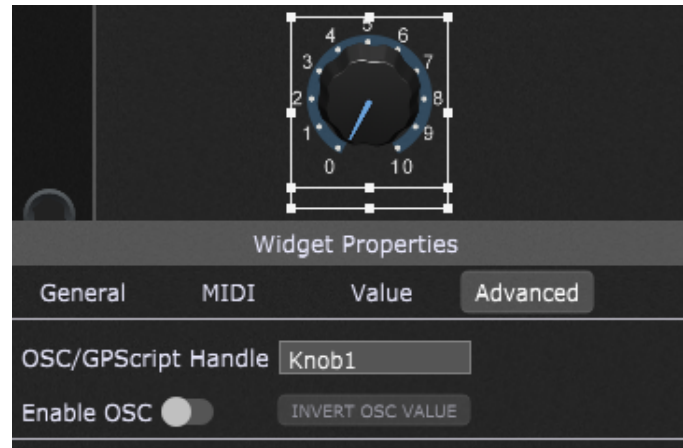 5
4 6
3 7
2 8
1 9
0 10
Widget Properties
General MIDI Value Advanced
OSC/GPScript Handle Knob1
Enable OSC INVERT OSC VALUE